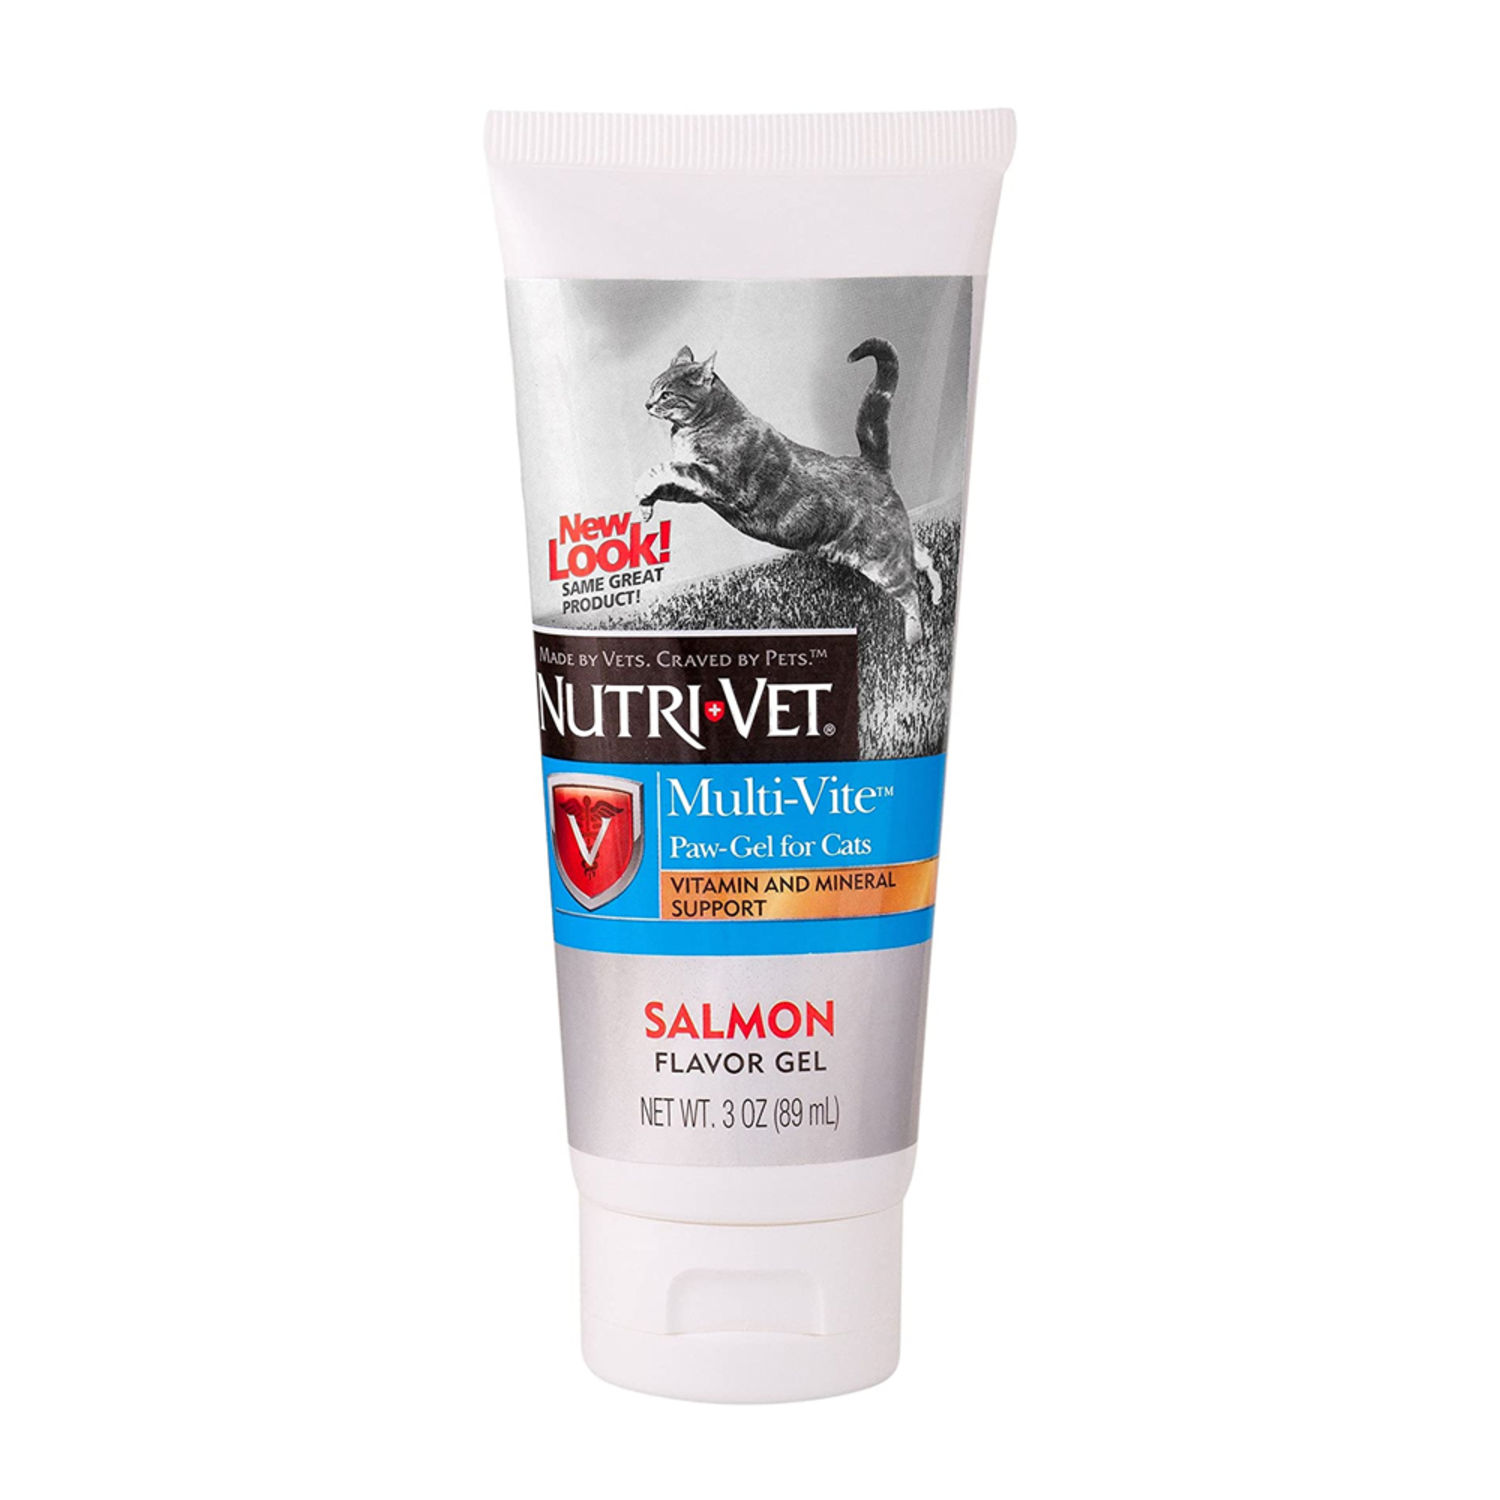 New
Look!
SAME GREAT
PRODUCT!
MADE BY VETS. CRAVED BY PETS.™
NUTRI-VET®
V
Multi-Vite™
Paw-Gel for Cats
VITAMIN AND MINERAL
SUPPORT
SALMON
FLAVOR GEL
NET WT. 3 OZ (89 mL)